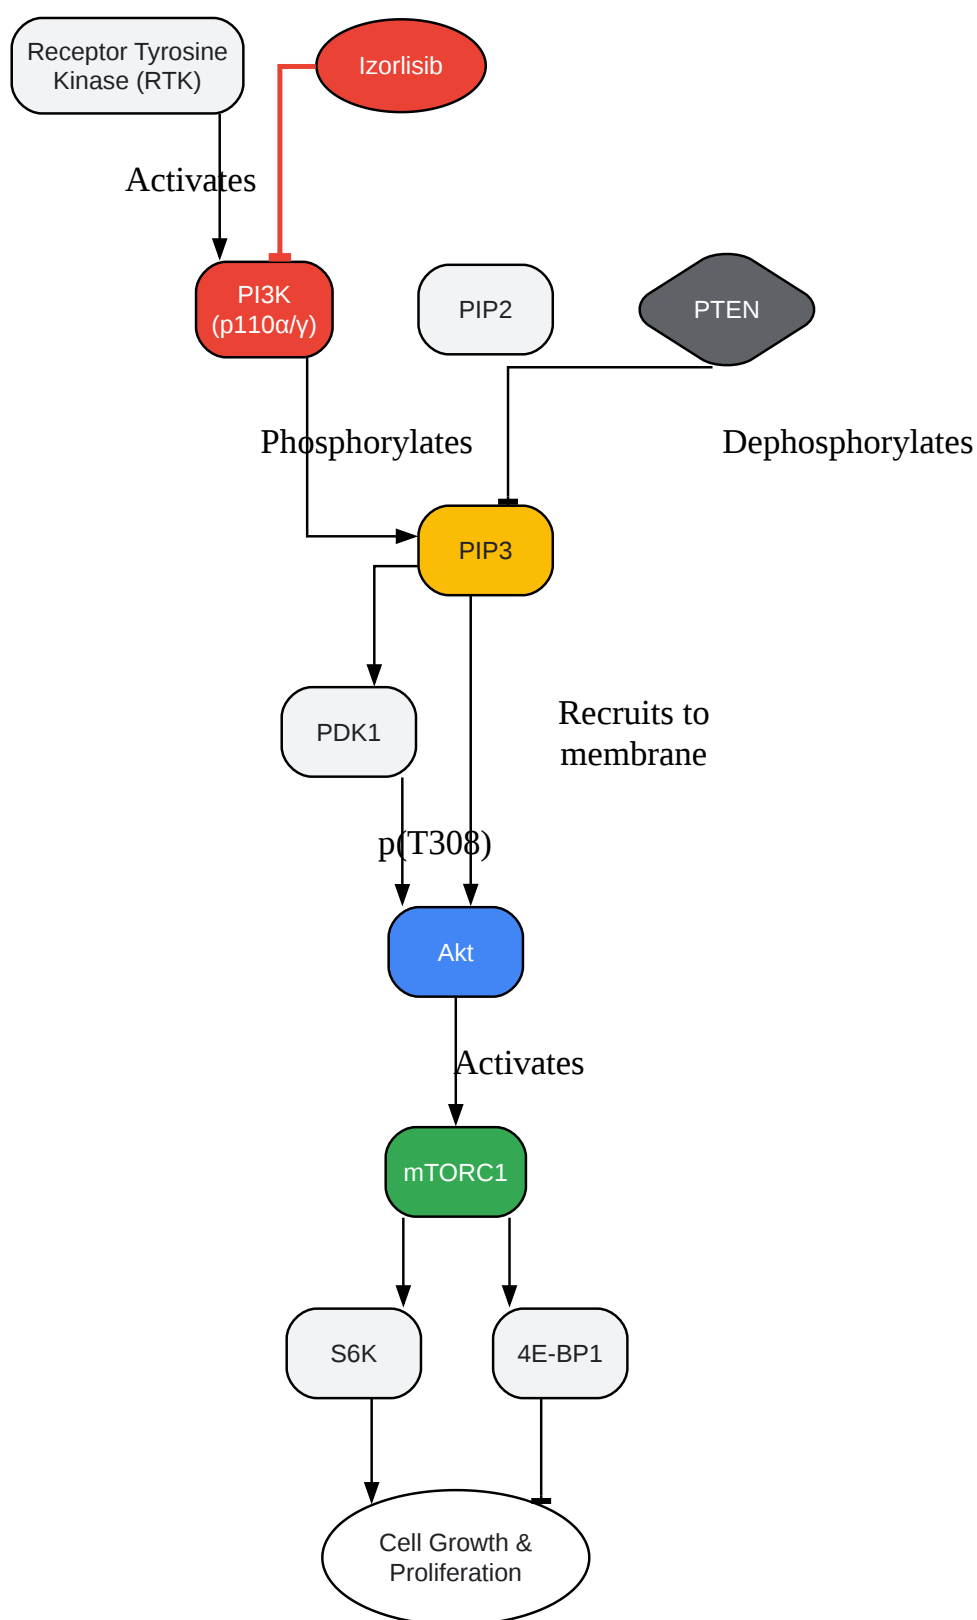 Receptor Tyrosine
Kinase (RTK)
Izorlisib
Activates
PI3K
(p110α/γ)
PIP2
PTEN
Phosphorylates
Dephosphorylates
PIP3
PDK1
Recruits to
membrane
p(T308)
Akt
Activates
mTORC1
S6K
4E-BP1
Cell Growth &
Proliferation